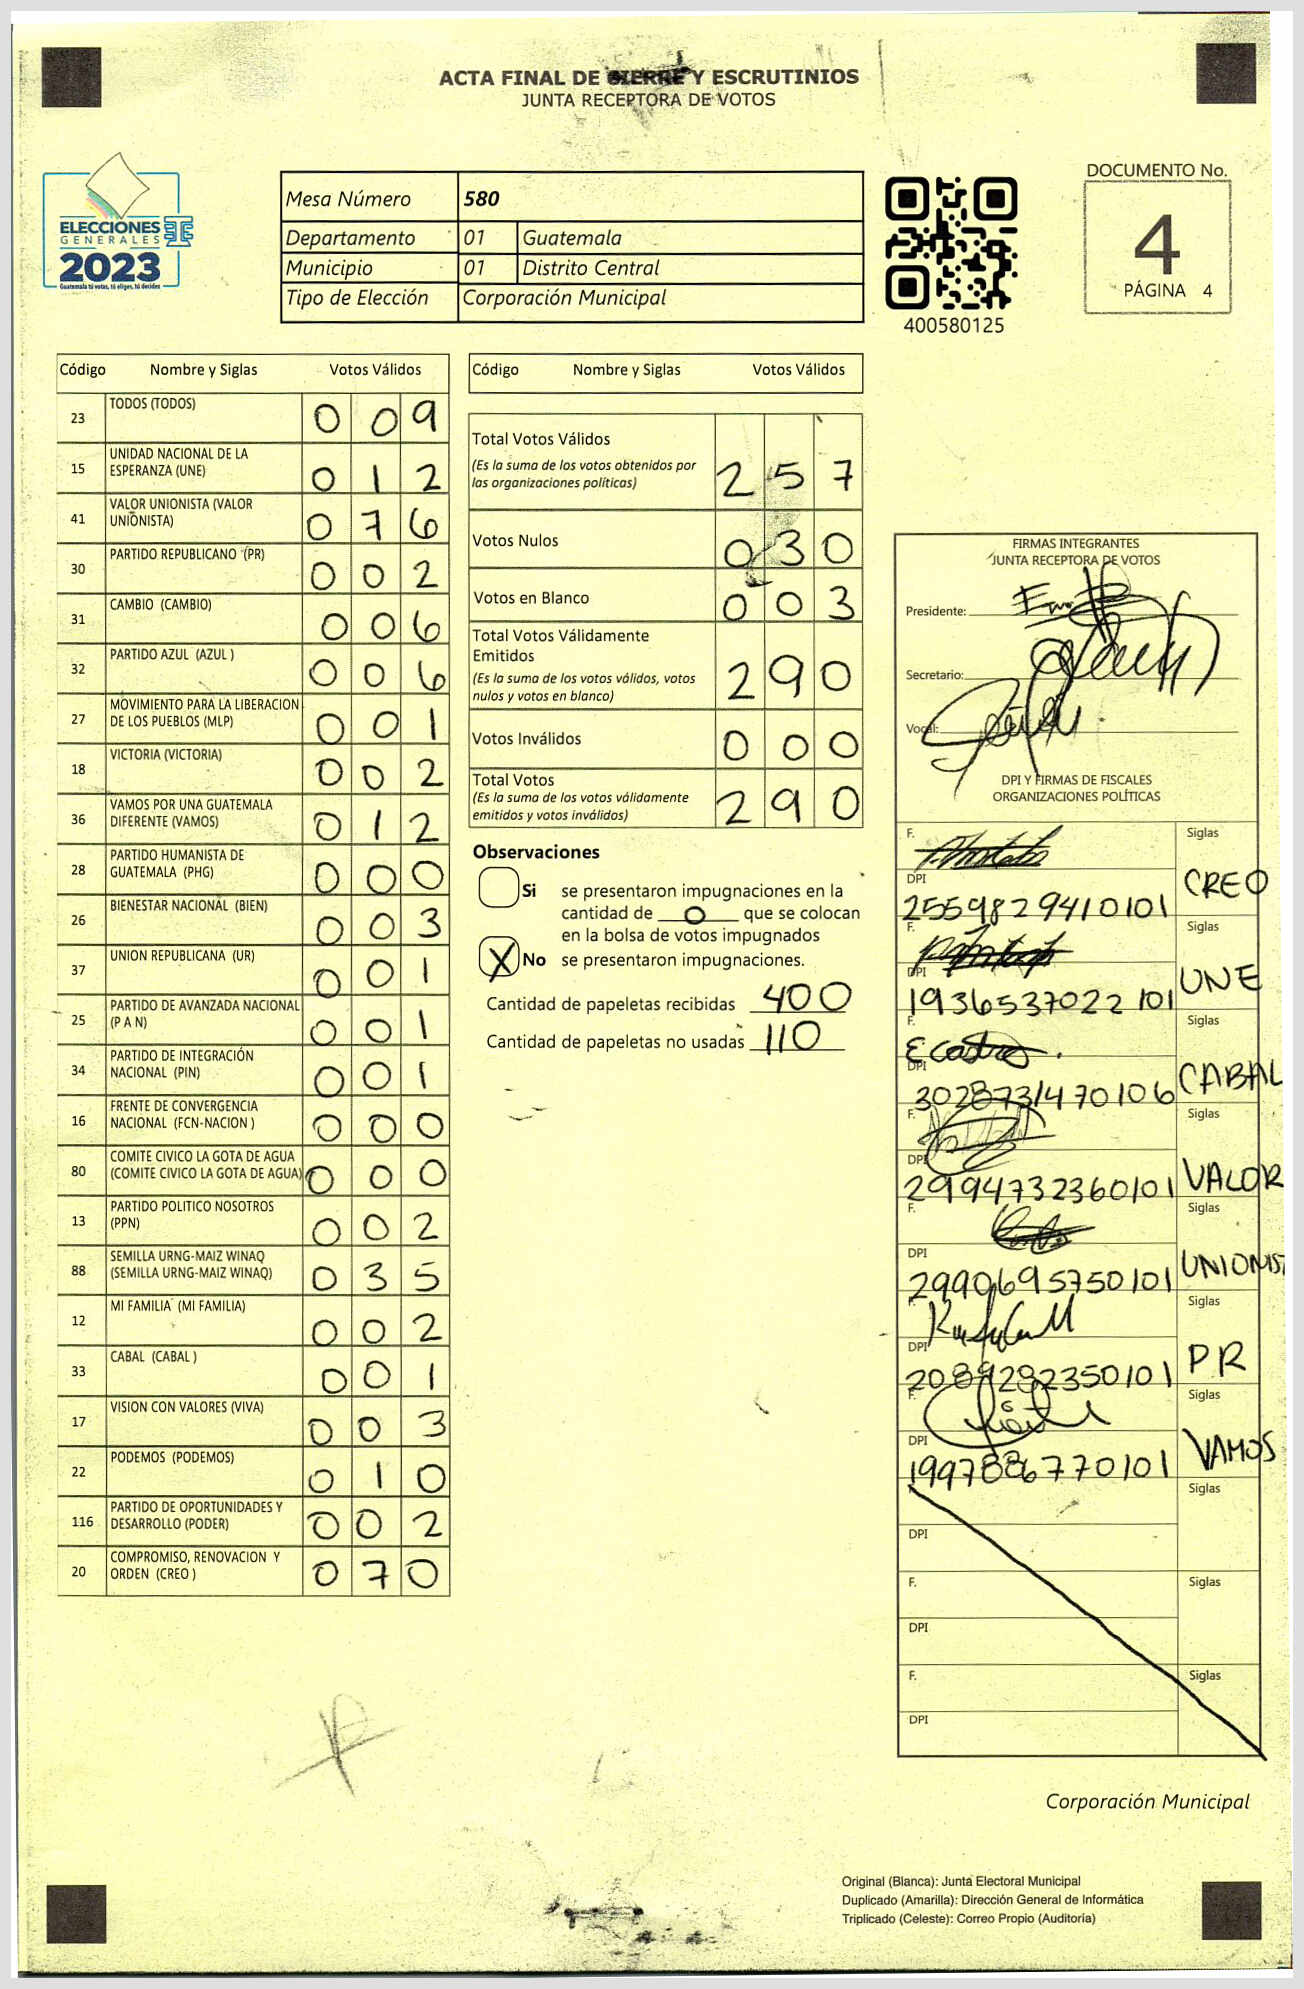 ACTA FINAL DE CIERRE Y ESCRUTINIOS
JUNTA RECEPTORA DE VOTOS
ELECCIONES
GENERALES
2023
Guatemala tú votas, tú eliges, tú decides
Mesa Número 580
Departamento 01 Guatemala
Municipio 01 Distrito Central
Tipo de Elección Corporación Municipal
400580125
DOCUMENTO No.
4
PÁGINA 4
Código Nombre y Siglas Votos Válidos
23 TODOS (TODOS) 0 0 9
15 UNIDAD NACIONAL DE LA
ESPERANZA (UNE) 0 1 2
41 VALOR UNIONISTA (VALOR
UNIONISTA) 0 7 6
30 PARTIDO REPUBLICANO (PR) 0 0 2
31 CAMBIO (CAMBIO) 0 0 6
32 PARTIDO AZUL (AZUL ) 0 0 6
27 MOVIMIENTO PARA LA LIBERACION
DE LOS PUEBLOS (MLP) 0 0 1
18 VICTORIA (VICTORIA) 0 0 2
36 VAMOS POR UNA GUATEMALA
DIFERENTE (VAMOS) 0 1 2
28 PARTIDO HUMANISTA DE
GUATEMALA (PHG) 0 0 0
26 BIENESTAR NACIONAL (BIEN) 0 0 3
37 UNION REPUBLICANA (UR) 0 0 1
25 PARTIDO DE AVANZADA NACIONAL
(P A N) 0 0 1
34 PARTIDO DE INTEGRACIÓN
NACIONAL (PIN) 0 0 1
16 FRENTE DE CONVERGENCIA
NACIONAL (FCN-NACION ) 0 0 0
80 COMITE CIVICO LA GOTA DE AGUA
(COMITE CIVICO LA GOTA DE AGUA) 0 0 0
13 PARTIDO POLITICO NOSOTROS
(PPN) 0 0 2
88 SEMILLA URNG-MAIZ WINAQ
(SEMILLA URNG-MAIZ WINAQ) 0 3 5
12 MI FAMILIA (MI FAMILIA) 0 0 2
33 CABAL (CABAL ) 0 0 1
17 VISION CON VALORES (VIVA) 0 0 3
22 PODEMOS (PODEMOS) 0 1 0
116 PARTIDO DE OPORTUNIDADES Y
DESARROLLO (PODER) 0 0 2
20 COMPROMISO, RENOVACION Y
ORDEN (CREO ) 0 7 0
Código Nombre y Siglas Votos Válidos
Total Votos Válidos
(Es la suma de los votos obtenidos por
las organizaciones políticas) 2 5 7
Votos Nulos 0 3 0
Votos en Blanco 0 0 3
Total Votos Válidamente
Emitidos
(Es la suma de los votos válidos, votos
nulos y votos en blanco) 2 9 0
Votos Inválidos 0 0 0
Total Votos
(Es la suma de los votos válidamente
emitidos y votos inválidos) 2 9 0
Observaciones
Si se presentaron impugnaciones en la
cantidad de 0 que se colocan
en la bolsa de votos impugnados
X No se presentaron impugnaciones.
Cantidad de papeletas recibidas 400
Cantidad de papeletas no usadas 110
FIRMAS INTEGRANTES
JUNTA RECEPTORA DE VOTOS
Presidente:
Secretario:
Vocal:
DPI Y FIRMAS DE FISCALES
ORGANIZACIONES POLÍTICAS
F. Siglas
DPI CREO
2559829410101
F. Siglas
DPI UNE
1936537022101
F. Ecastro Siglas
DPI CABAL
3028731470106
F. Siglas
DPI VALOR
2994732360101
F. Siglas
DPI UNIONIST
2990695750101
F. Siglas
DPI PR
2089282350101
F. Siglas
DPI VAMOS
1997886770101
F. Siglas
DPI
F. Siglas
DPI
F. Siglas
DPI
Corporación Municipal
Original (Blanca): Junta Electoral Municipal
Duplicado (Amarilla): Dirección General de Informática
Triplicado (Celeste): Correo Propio (Auditoría)